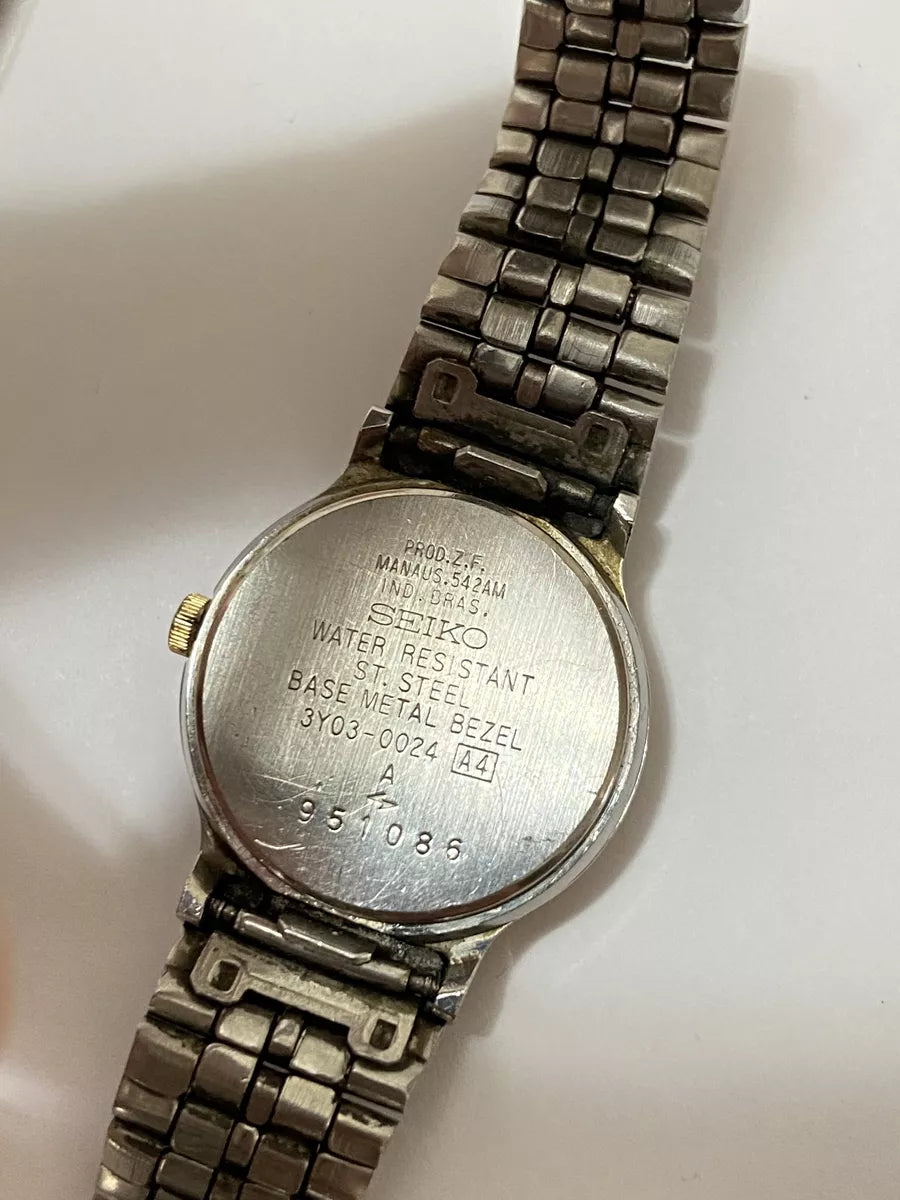 PROD.Z.F.
MANAUS.542AM
IND.BRAS.
SEIKO
WATER RESISTANT
ST. STEEL
BASE METAL BEZEL
3Y03-0024 A4
A
951086